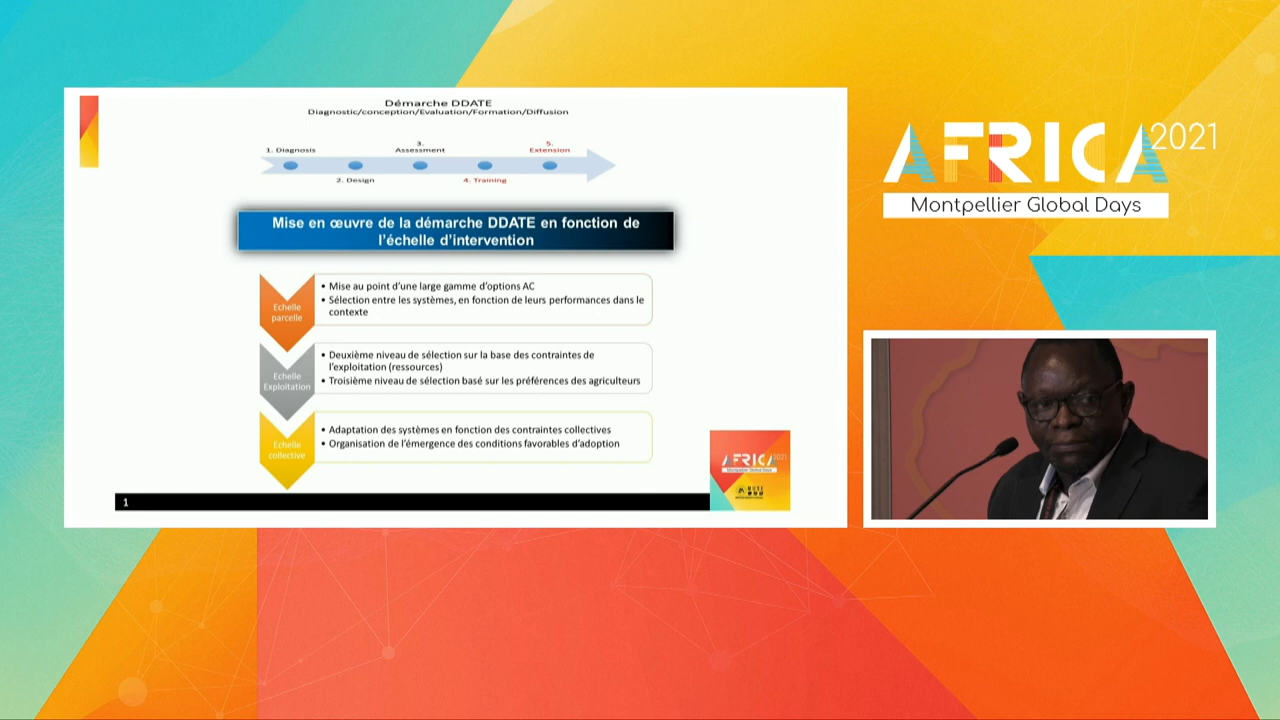 Démarche DDATE
Diagnostic/conception/Evaluation/Formation/Diffusion
1. Diagnosis
2. Design
3.
Assessment
4. Training
5.
Extension
Mise en œuvre de la démarche DDATE en fonction de
l'échelle d'intervention
Echelle
parcelle
• Mise au point d'une large gamme d'options AC
• Sélection entre les systèmes, en fonction de leurs performances dans le
contexte
Echelle
Exploitation
• Deuxième niveau de sélection sur la base des contraintes de
l'exploitation (ressources)
• Troisième niveau de sélection basé sur les préférences des agriculteurs
Echelle
collective
• Adaptation des systèmes en fonction des contraintes collectives
• Organisation de l'émergence des conditions favorables d'adoption
1
AFRICA 2021
Montpellier Global Days
AFRICA 2021
Montpellier Global Days